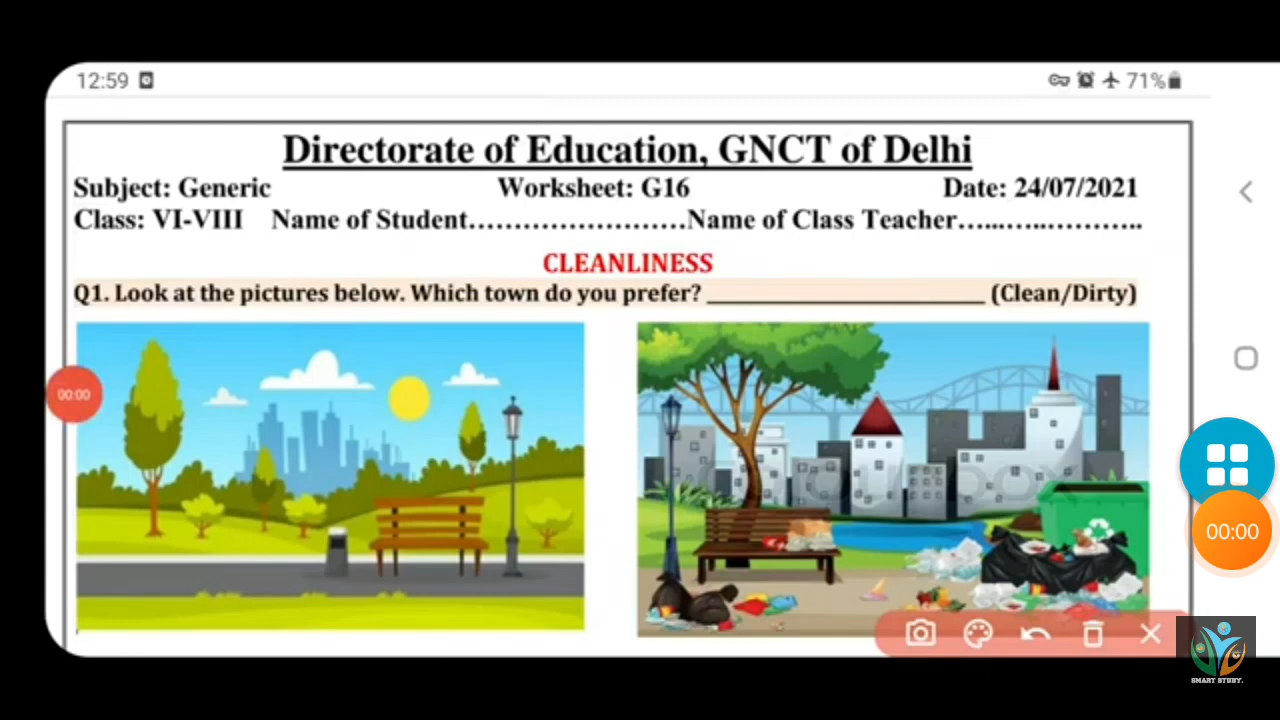 12:59 71%
Directorate of Education, GNCT of Delhi
Subject: Generic Worksheet: G16 Date: 24/07/2021
Class: VI-VIII Name of Student……………………Name of Class Teacher…...…...………..
CLEANLINESS
Q1. Look at the pictures below. Which town do you prefer? ______________________ (Clean/Dirty)
00:00
00:00
SMART STUDY.